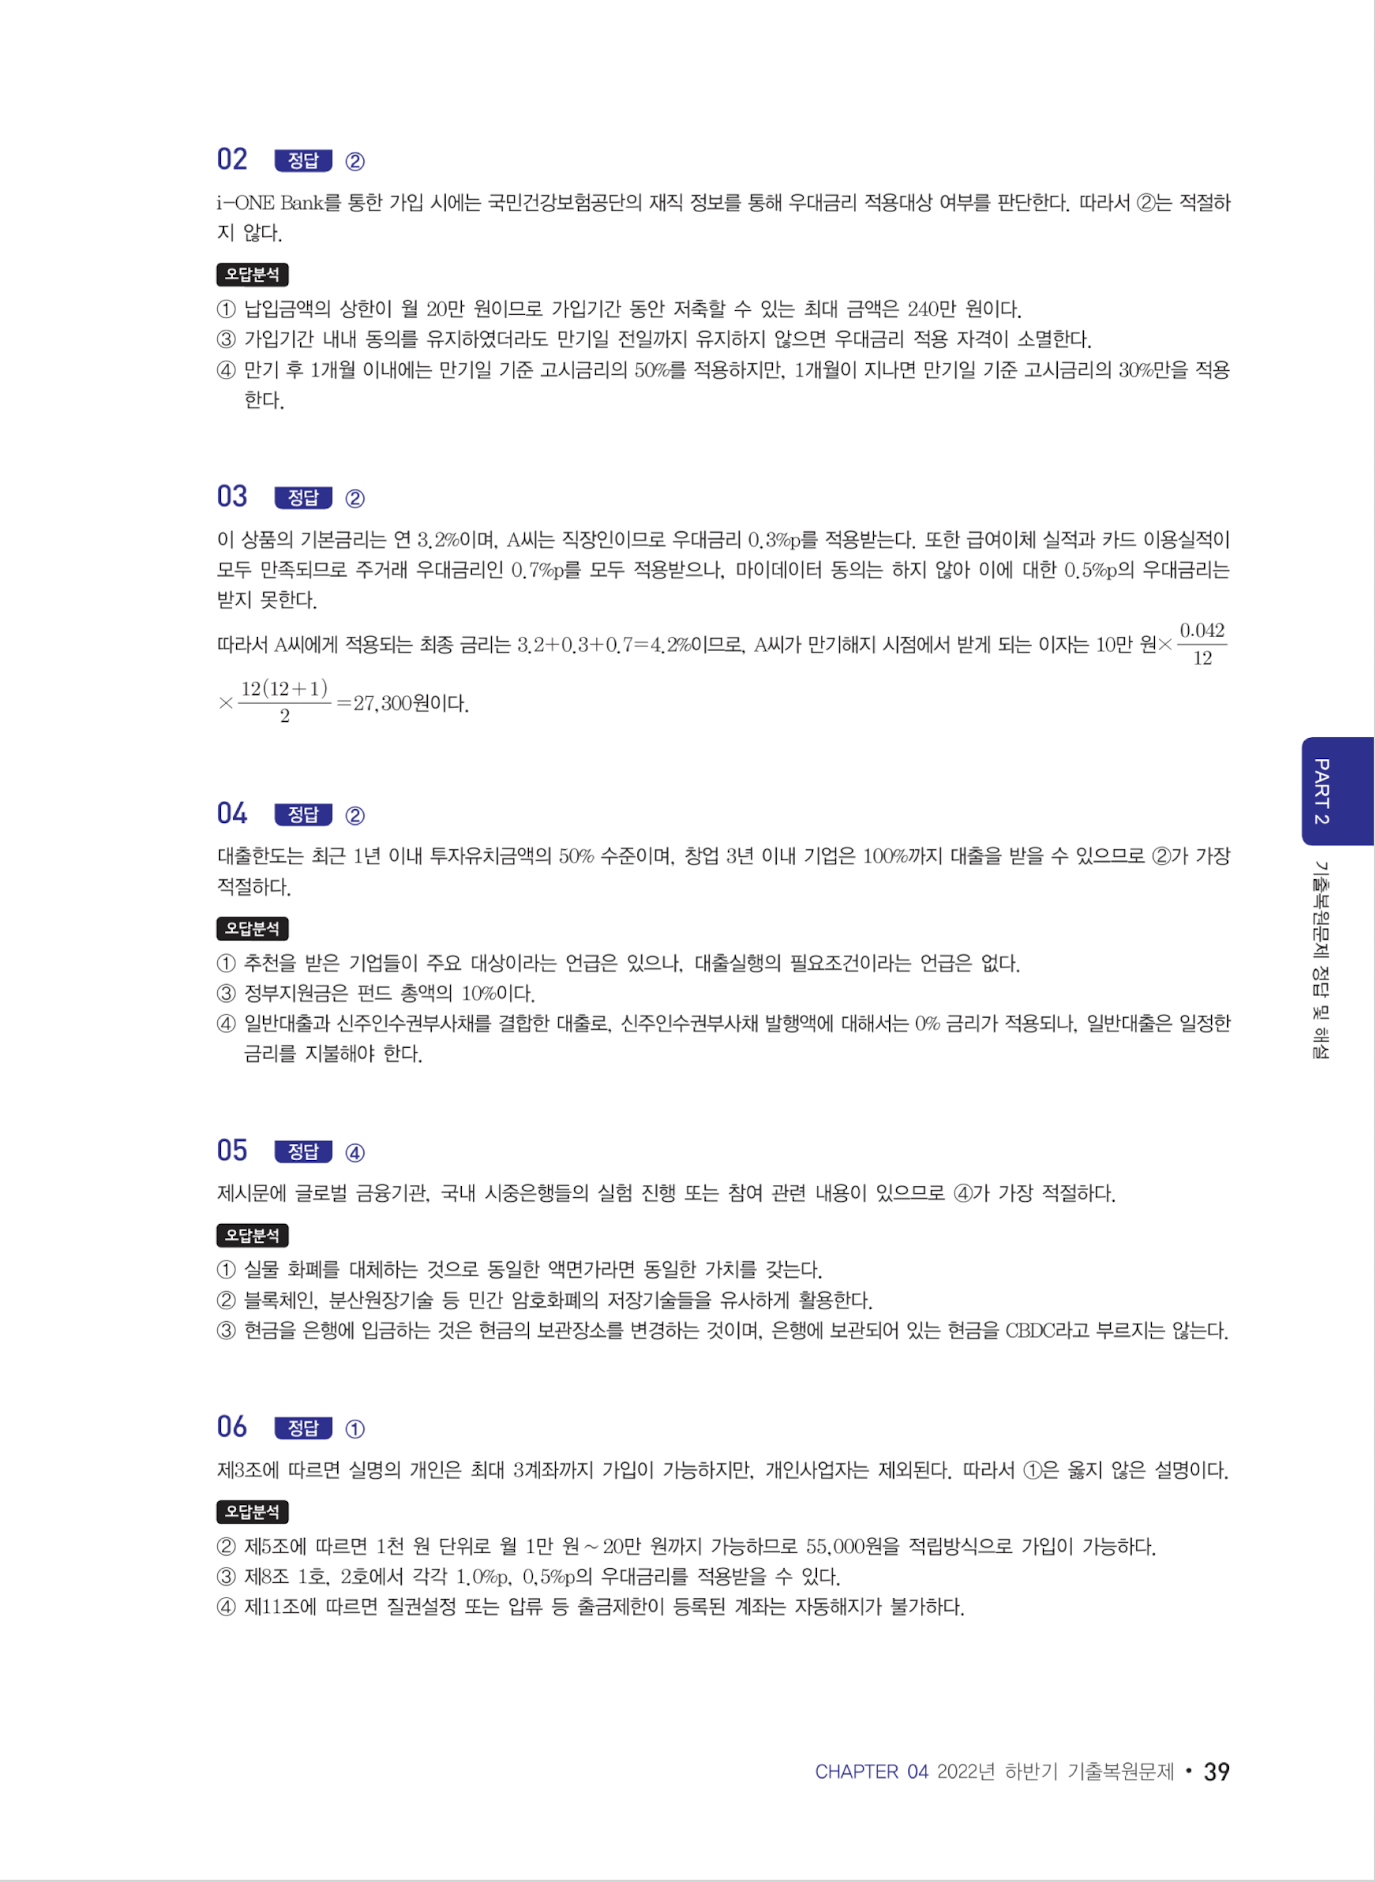 02 정답 ②
i-ONE Bank를 통한 가입 시에는 국민건강보험공단의 재직 정보를 통해 우대금리 적용대상 여부를 판단한다. 따라서 ②는 적절하
지 않다.
오답분석
① 납입금액의 상한이 월 20만 원이므로 가입기간 동안 저축할 수 있는 최대 금액은 240만 원이다.
③ 가입기간 내내 동의를 유지하였더라도 만기일 전일까지 유지하지 않으면 우대금리 적용 자격이 소멸한다.
④ 만기 후 1개월 이내에는 만기일 기준 고시금리의 50%를 적용하지만, 1개월이 지나면 만기일 기준 고시금리의 30%만을 적용
한다.
03 정답 ②
이 상품의 기본금리는 연 3.2%이며, A씨는 직장인이므로 우대금리 0.3%p를 적용받는다. 또한 급여이체 실적과 카드 이용실적이
모두 만족되므로 주거래 우대금리인 0.7%p를 모두 적용받으나, 마이데이터 동의는 하지 않아 이에 대한 0.5%p의 우대금리는
받지 못한다.
따라서 A씨에게 적용되는 최종 금리는 3.2+0.3+0.7=4.2%이므로, A씨가 만기해지 시점에서 받게 되는 이자는 10만 원× 0.042/12
× 12(12+1)/2 =27,300원이다.
04 정답 ②
대출한도는 최근 1년 이내 투자유치금액의 50% 수준이며, 창업 3년 이내 기업은 100%까지 대출을 받을 수 있으므로 ②가 가장
적절하다.
오답분석
① 추천을 받은 기업들이 주요 대상이라는 언급은 있으나, 대출실행의 필요조건이라는 언급은 없다.
③ 정부지원금은 펀드 총액의 10%이다.
④ 일반대출과 신주인수권부사채를 결합한 대출로, 신주인수권부사채 발행액에 대해서는 0% 금리가 적용되나, 일반대출은 일정한
금리를 지불해야 한다.
05 정답 ④
제시문에 글로벌 금융기관, 국내 시중은행들의 실험 진행 또는 참여 관련 내용이 있으므로 ④가 가장 적절하다.
오답분석
① 실물 화폐를 대체하는 것으로 동일한 액면가라면 동일한 가치를 갖는다.
② 블록체인, 분산원장기술 등 민간 암호화폐의 저장기술들을 유사하게 활용한다.
③ 현금을 은행에 입금하는 것은 현금의 보관장소를 변경하는 것이며, 은행에 보관되어 있는 현금을 CBDC라고 부르지는 않는다.
06 정답 ①
제3조에 따르면 실명의 개인은 최대 3계좌까지 가입이 가능하지만, 개인사업자는 제외된다. 따라서 ①은 옳지 않은 설명이다.
오답분석
② 제5조에 따르면 1천 원 단위로 월 1만 원～20만 원까지 가능하므로 55,000원을 적립방식으로 가입이 가능하다.
③ 제8조 1호, 2호에서 각각 1.0%p, 0.5%p의 우대금리를 적용받을 수 있다.
④ 제11조에 따르면 질권설정 또는 압류 등 출금제한이 등록된 계좌는 자동해지가 불가하다.
PART 2
기출복원문제 정답 및 해설
CHAPTER 04 2022년 하반기 기출복원문제 • 39